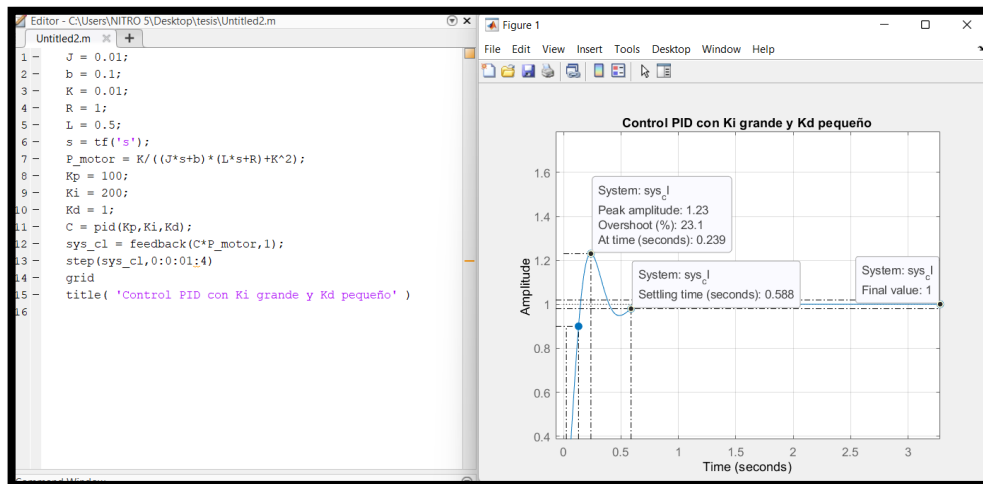 Editor - C:\Users\NITRO 5\Desktop\tesis\Untitled2.m
Untitled2.m
1 J = 0.01;
2 b = 0.1;
3 K = 0.01;
4 R = 1;
5 L = 0.5;
6 s = tf('s');
7 P_motor = K/((J*s+b)*(L*s+R)+K^2);
8 Kp = 100;
9 Ki = 200;
10 Kd = 1;
11 C = pid(Kp,Ki,Kd);
12 sys_cl = feedback(C*P_motor,1);
13 step(sys_cl,0:0:01:4)
14 grid
15 title( 'Control PID con Ki grande y Kd pequeño' )
16
Figure 1
File Edit View Insert Tools Desktop Window Help
Control PID con Ki grande y Kd pequeño
System: sys_cl
Peak amplitude: 1.23
Overshoot (%): 23.1
At time (seconds): 0.239
System: sys_cl
Settling time (seconds): 0.588
System: sys_cl
Final value: 1
Amplitude
1.6
1.4
1.2
1
0.8
0.6
0.4
0 0.5 1 1.5 2 2.5 3
Time (seconds)